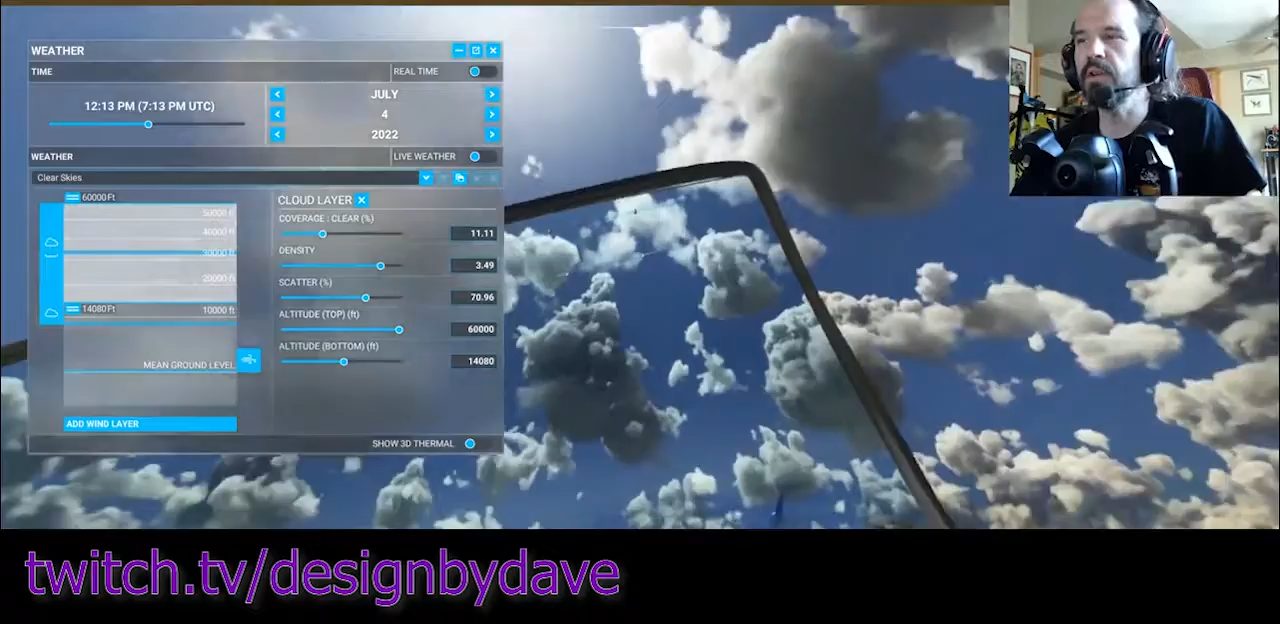 WEATHER
TIME
REAL TIME
12:13 PM (7:13 PM UTC)
JULY
4
2022
WEATHER
LIVE WEATHER
Clear Skies
60000Ft
50000 ft
40000 ft
30000 ft
20000 ft
14080Ft
10000 ft
MEAN GROUND LEVEL
ADD WIND LAYER
CLOUD LAYER
COVERAGE : CLEAR (%)
11.11
DENSITY
3.49
SCATTER (%)
70.96
ALTITUDE (TOP) (ft)
60000
ALTITUDE (BOTTOM) (ft)
14080
SHOW 3D THERMAL
twitch.tv/designbydave